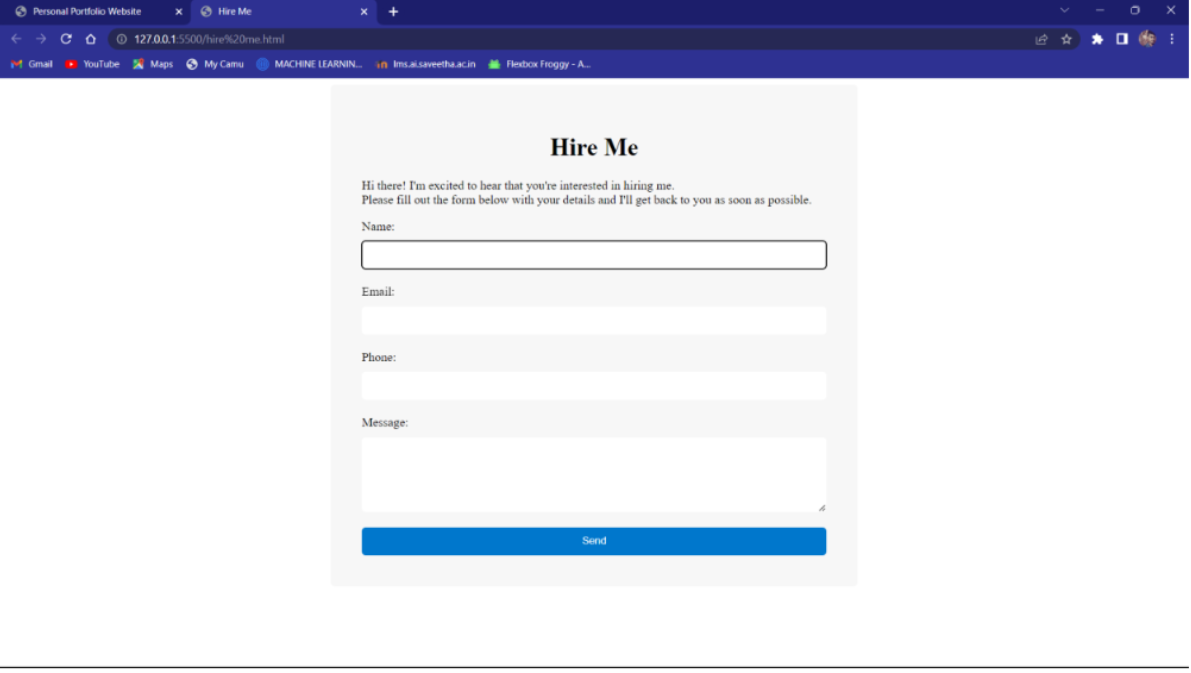 Personal Portfolio Website
Hire Me
127.0.0.1:5500/hire%20me.html
Gmail YouTube Maps My Camu MACHINE LEARNIN... lms.ai.saveetha.ac.in Flexbox Froggy - A...
Hire Me
Hi there! I'm excited to hear that you're interested in hiring me.
Please fill out the form below with your details and I'll get back to you as soon as possible.
Name:
Email:
Phone:
Message:
Send